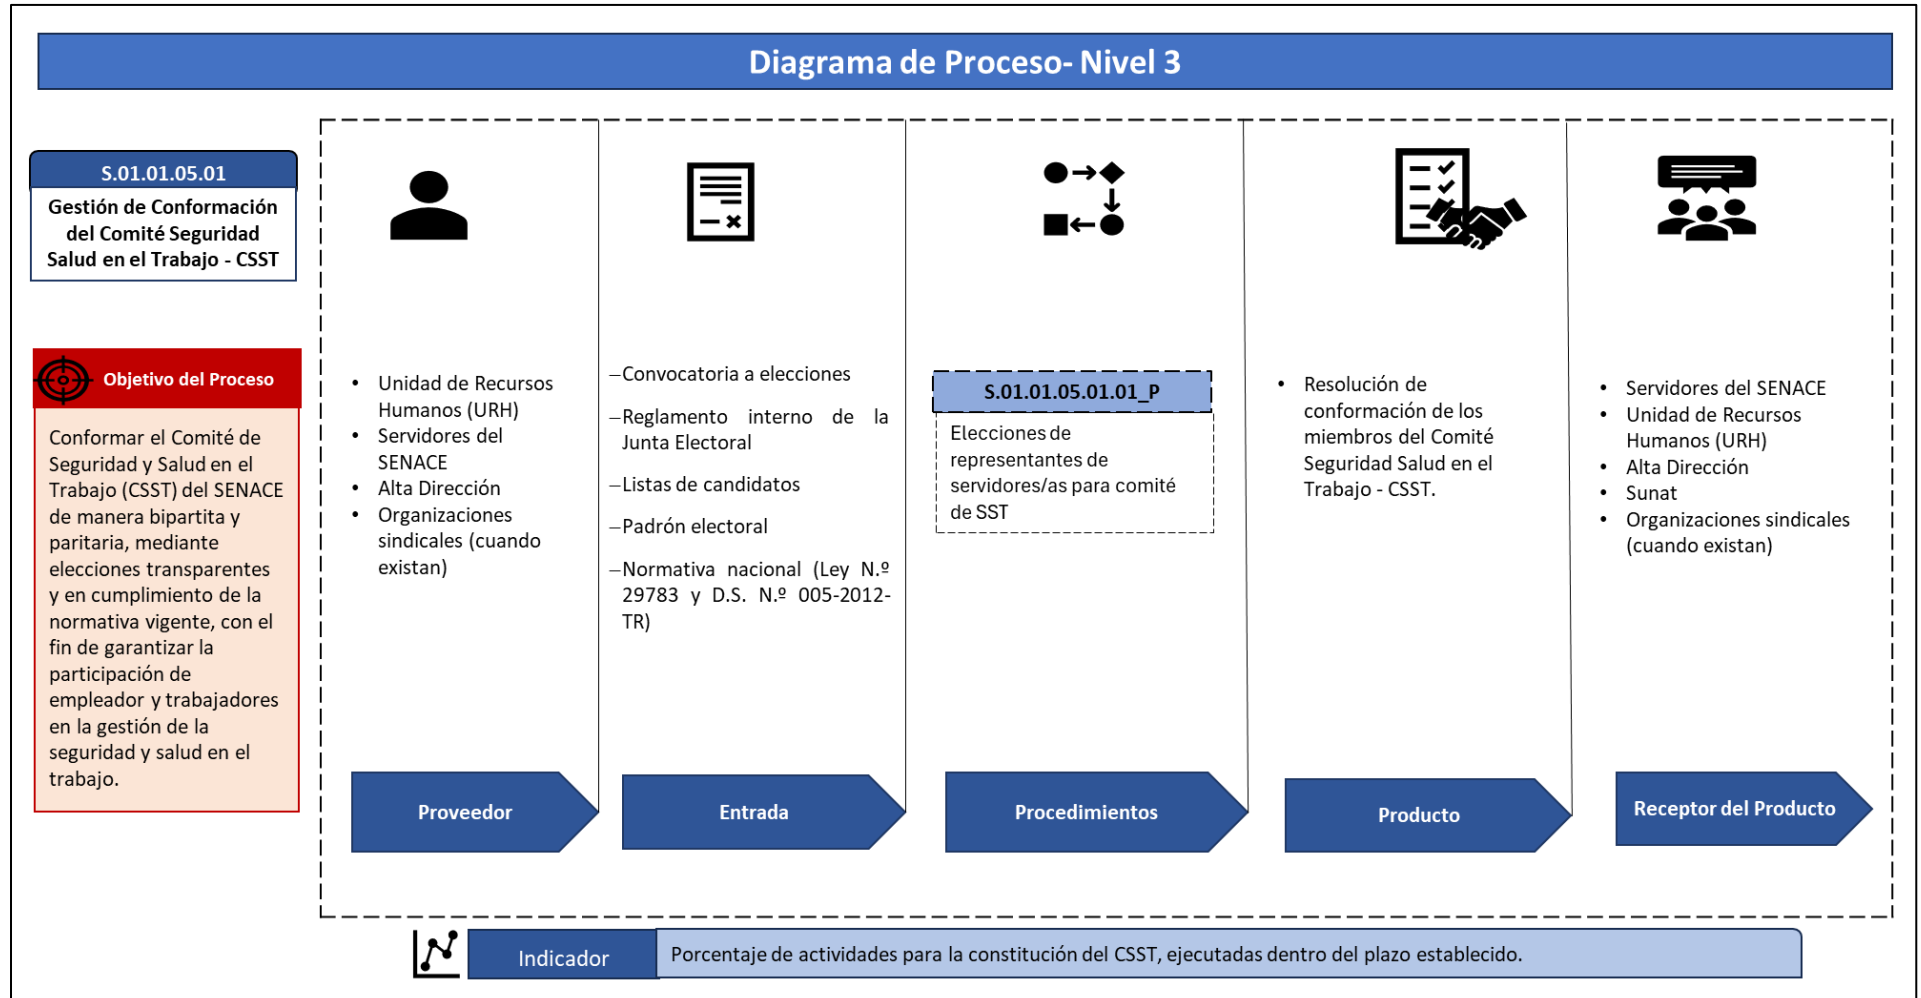 Diagrama de Proceso- Nivel 3
S.01.01.05.01
Gestión de Conformación
del Comité Seguridad
Salud en el Trabajo - CSST
Objetivo del Proceso
Conformar el Comité de
Seguridad y Salud en el
Trabajo (CSST) del SENACE
de manera bipartita y
paritaria, mediante
elecciones transparentes
y en cumplimiento de la
normativa vigente, con el
fin de garantizar la
participación de
empleador y trabajadores
en la gestión de la
seguridad y salud en el
trabajo.
• Unidad de Recursos
Humanos (URH)
• Servidores del
SENACE
• Alta Dirección
• Organizaciones
sindicales (cuando
existan)
Proveedor
–Convocatoria a elecciones
–Reglamento interno de la
Junta Electoral
–Listas de candidatos
–Padrón electoral
–Normativa nacional (Ley N.º
29783 y D.S. N.º 005-2012-
TR)
Entrada
S.01.01.05.01.01_P
Elecciones de
representantes de
servidores/as para comité
de SST
Procedimientos
• Resolución de
conformación de los
miembros del Comité
Seguridad Salud en el
Trabajo - CSST.
Producto
• Servidores del SENACE
• Unidad de Recursos
Humanos (URH)
• Alta Dirección
• Sunat
• Organizaciones sindicales
(cuando existan)
Receptor del Producto
Indicador
Porcentaje de actividades para la constitución del CSST, ejecutadas dentro del plazo establecido.